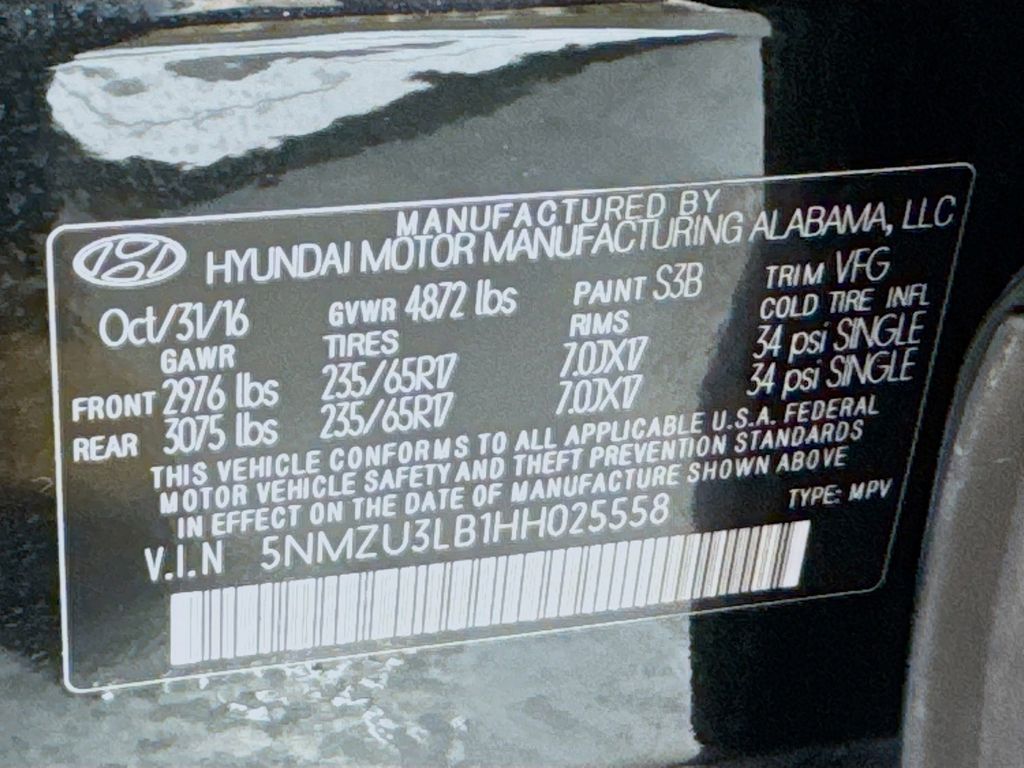 MANUFACTURED BY
HYUNDAI MOTOR MANUFACTURING ALABAMA, LLC
Oct/31/16 GVWR 4872 lbs PAINT S3B TRIM VFG
GAWR TIRES RIMS COLD TIRE INFL
FRONT 2976 lbs 235/65R17 7.0JX17 34 psi SINGLE
REAR 3075 lbs 235/65R17 7.0JX17 34 psi SINGLE
THIS VEHICLE CONFORMS TO ALL APPLICABLE U.S.A. FEDERAL
MOTOR VEHICLE SAFETY AND THEFT PREVENTION STANDARDS
IN EFFECT ON THE DATE OF MANUFACTURE SHOWN ABOVE
V.I.N 5NMZU3LB1HH025558 TYPE: MPV